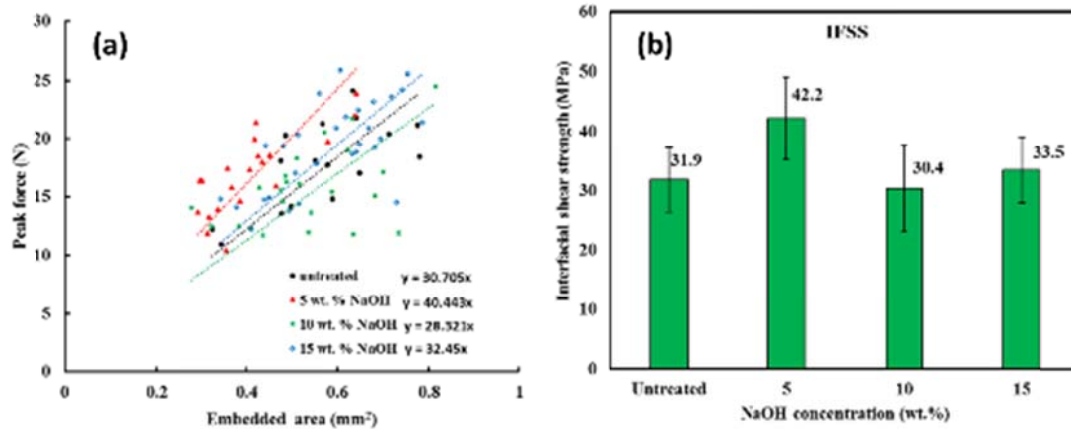 (a)
30
25
20
15
10
5
0
Peak force (N)
untreated y = 30.705x
5 wt. % NaOH y = 40.443x
10 wt. % NaOH y = 28.321x
15 wt. % NaOH y = 32.45x
0 0.2 0.4 0.6 0.8 1
Embedded area (mm²)
(b)
IFSS
60
50
40
30
20
10
0
Interfacial shear strength (MPa)
31.9
42.2
30.4
33.5
Untreated 5 10 15
NaOH concentration (wt.%)